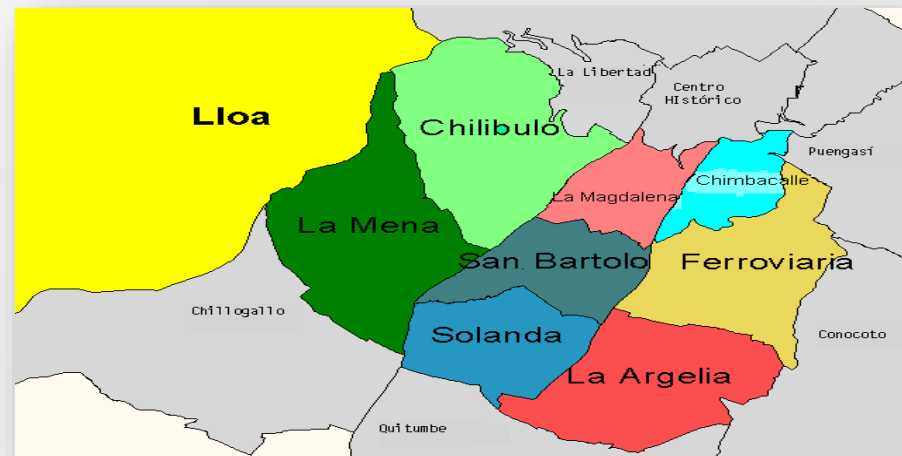 La Libertad
Centro
HIstórico
Lloa
Chilibulo
Puengasí
Chimbacalle
La Magdalena
La Mena
San Bartolo
Ferroviaria
Chillogallo
Solanda
Conocoto
La Argelia
Quitumbe